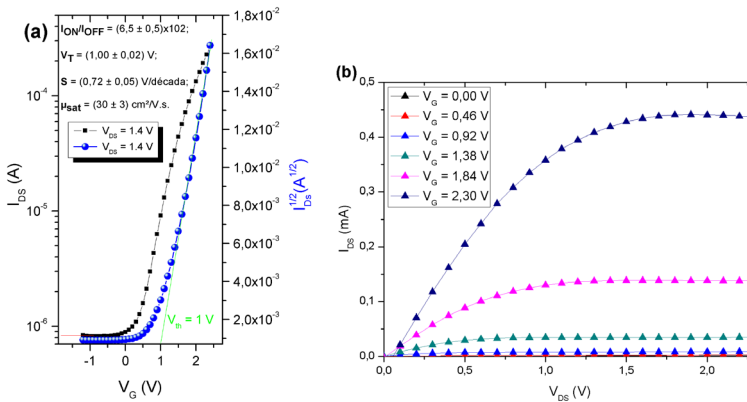 (a)
I_ON/I_OFF = (6,5 ± 0,5)x102;
V_T = (1,00 ± 0,02) V;
S = (0,72 ± 0,05) V/década;
µ_sat = (30 ± 3) cm²/V.s.
V_DS = 1.4 V
V_DS = 1.4 V
V_th = 1 V
I_DS (A)
10⁻⁴
10⁻⁵
10⁻⁶
-1 0 1 2
V_G (V)
1,8x10⁻²
1,6x10⁻²
1,4x10⁻²
1,2x10⁻²
1,0x10⁻²
8,0x10⁻³
6,0x10⁻³
4,0x10⁻³
2,0x10⁻³
I_Ds^1/2(A^1/2)
(b)
V_G = 0,00 V
V_G = 0,46 V
V_G = 0,92 V
V_G = 1,38 V
V_G = 1,84 V
V_G = 2,30 V
I_DS (mA)
0,5
0,4
0,3
0,2
0,1
0,0
0,0 0,5 1,0 1,5 2,0
V_DS (V)